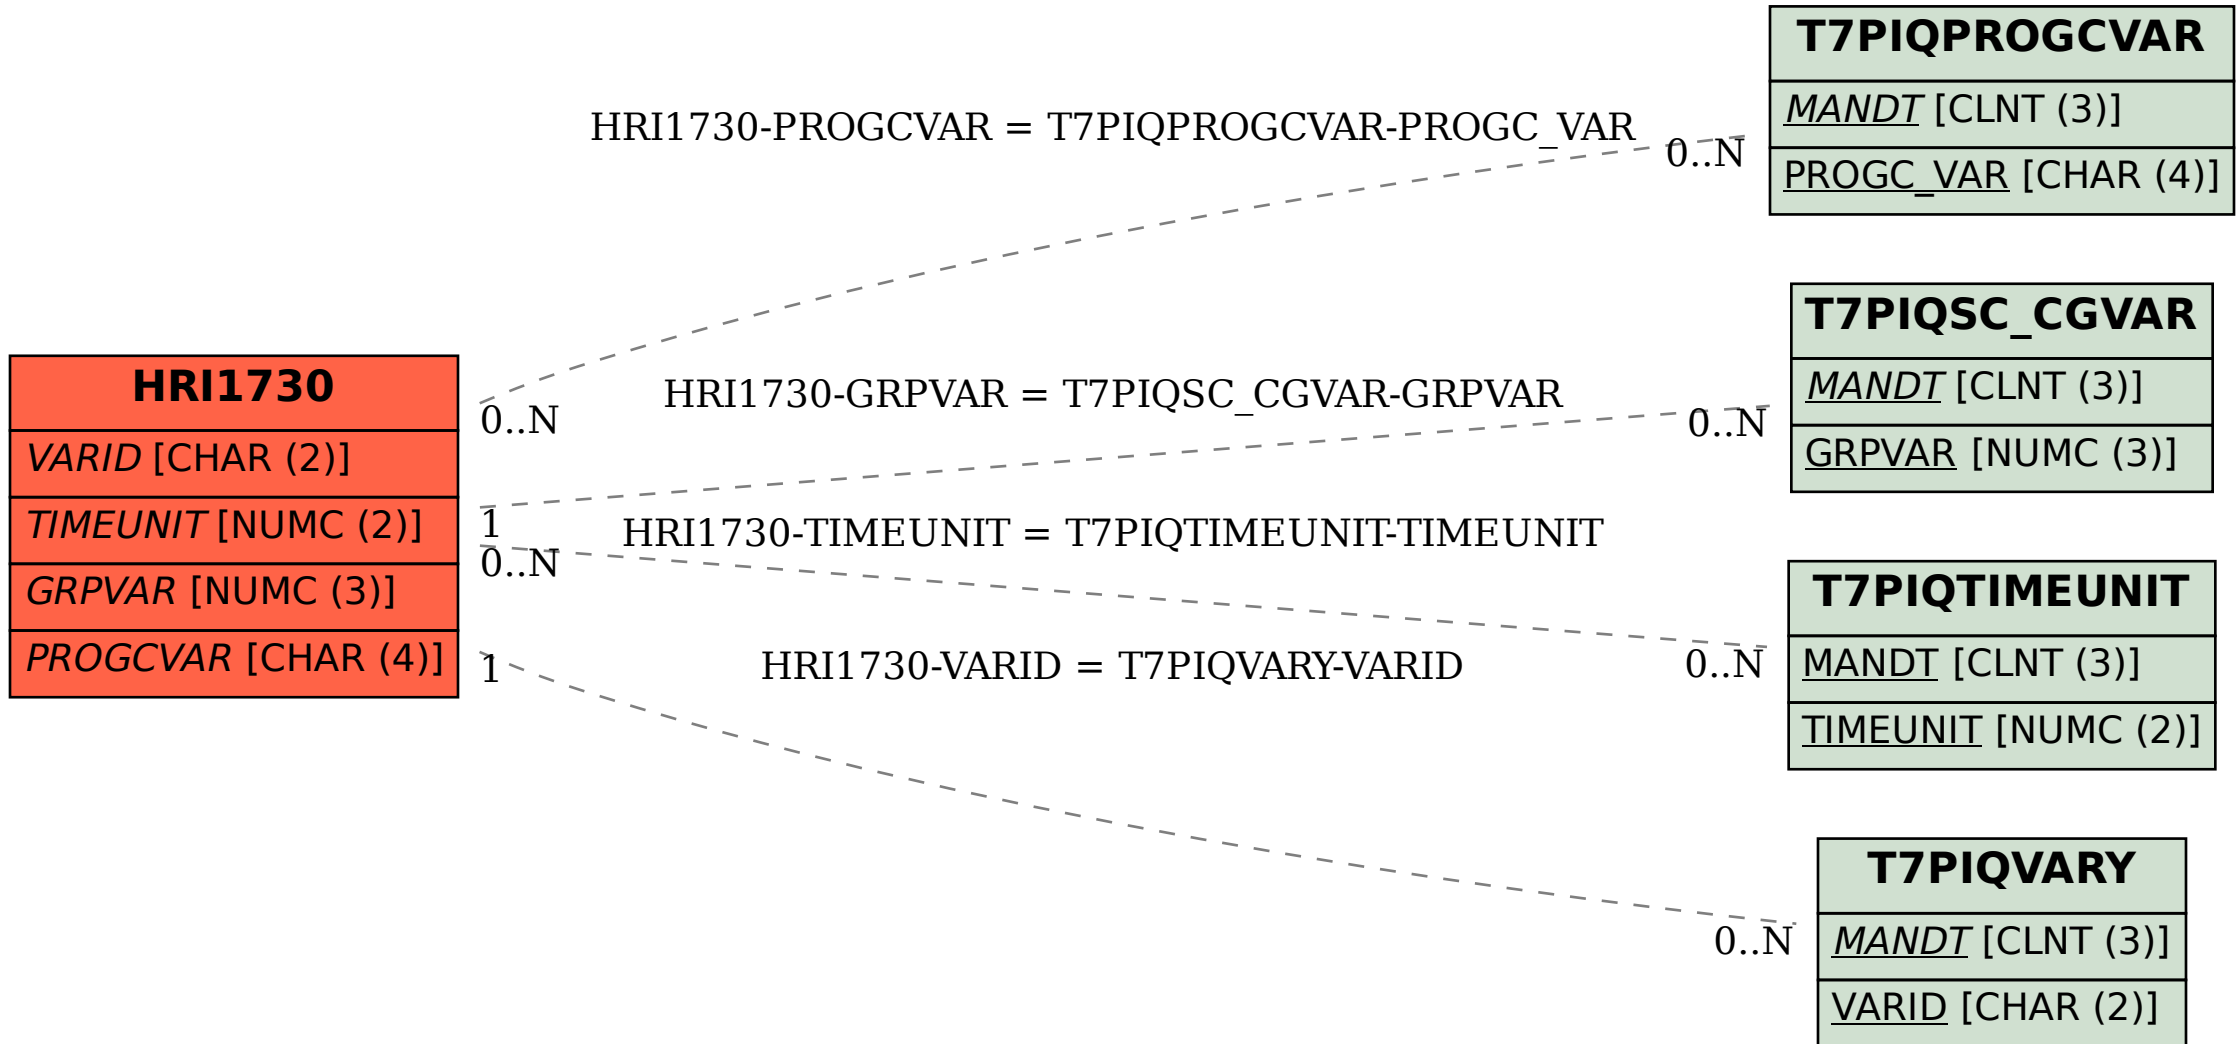 T7PIQPROGCVAR
MANDT [CLNT (3)]
PROGC_VAR [CHAR (4)]
HRI1730-PROGCVAR = T7PIQPROGCVAR-PROGC_VAR
0..N
0..N
T7PIQSC_CGVAR
MANDT [CLNT (3)]
GRPVAR [NUMC (3)]
HRI1730-GRPVAR = T7PIQSC_CGVAR-GRPVAR
0..N
1
HRI1730
VARID [CHAR (2)]
TIMEUNIT [NUMC (2)]
GRPVAR [NUMC (3)]
PROGCVAR [CHAR (4)]
HRI1730-TIMEUNIT = T7PIQTIMEUNIT-TIMEUNIT
0..N
0..N
T7PIQTIMEUNIT
MANDT [CLNT (3)]
TIMEUNIT [NUMC (2)]
HRI1730-VARID = T7PIQVARY-VARID
1
0..N
T7PIQVARY
MANDT [CLNT (3)]
VARID [CHAR (2)]